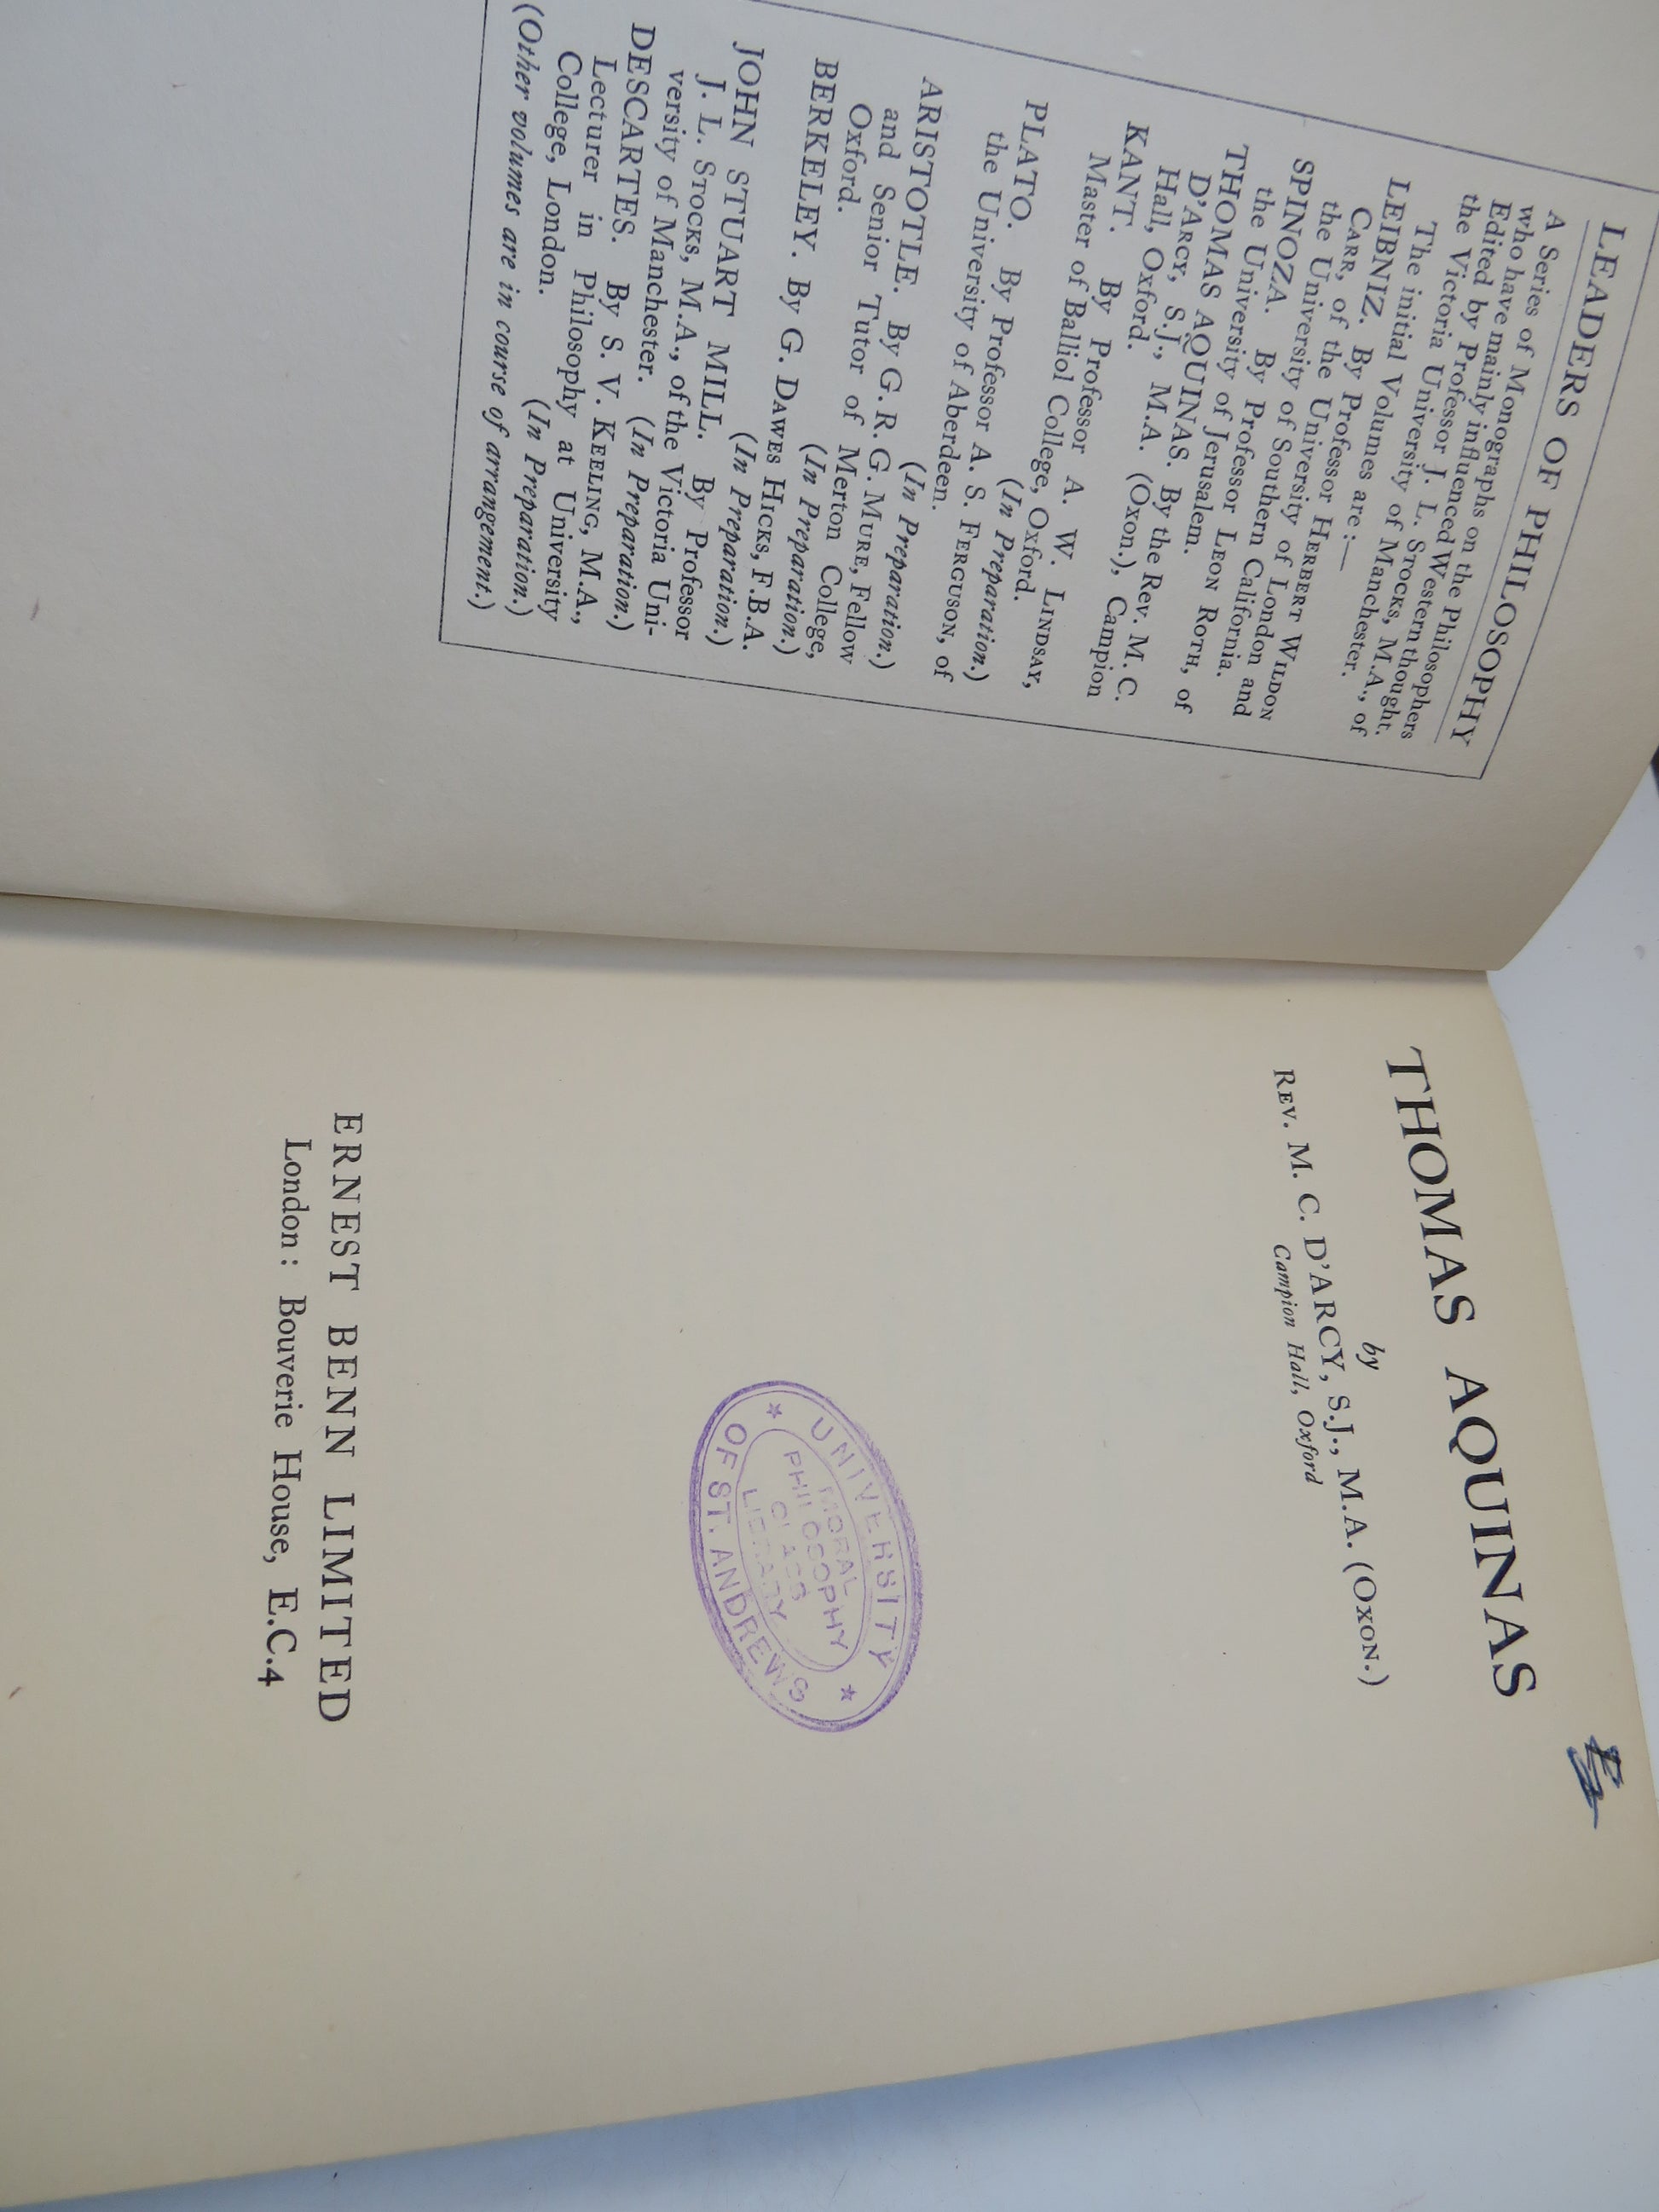 LEADERS OF PHILOSOPHY
A Series of Monographs on the Philosophers
who have mainly influenced Western thought.
Edited by Professor J. L. STOCKS, M.A., of
the Victoria University of Manchester.
The initial Volumes are :—
LEIBNIZ. By Professor HERBERT WILDON
CARR, of the University of London and
the University of Southern California.
SPINOZA. By Professor LEON ROTH, of
the University of Jerusalem.
THOMAS AQUINAS. By the Rev. M. C.
D'ARCY, S.J., M.A. (Oxon.), Campion
Hall, Oxford.
KANT. By Professor A. W. LINDSAY,
Master of Balliol College, Oxford.
(In Preparation.)
PLATO. By Professor A. S. FERGUSON, of
the University of Aberdeen.
(In Preparation.)
ARISTOTLE. By G. R. G. MURE, Fellow
and Senior Tutor of Merton College,
Oxford. (In Preparation.)
BERKELEY. By G. DAWES HICKS, F.B.A.
(In Preparation.)
JOHN STUART MILL. By Professor
J. L. STOCKS, M.A., of the Victoria Uni-
versity of Manchester. (In Preparation.)
DESCARTES. By S. V. KEELING, M.A.,
Lecturer in Philosophy at University
College, London. (In Preparation.)
(Other volumes are in course of arrangement.)
THOMAS AQUINAS
by
REV. M. C. D'ARCY, S.J., M.A. (OXON.)
Campion Hall, Oxford
UNIVERSITY
MORAL
PHILOSOPHY
CLASS
LIBRARY
OF ST. ANDREWS
ERNEST BENN LIMITED
London : Bouverie House, E.C.4